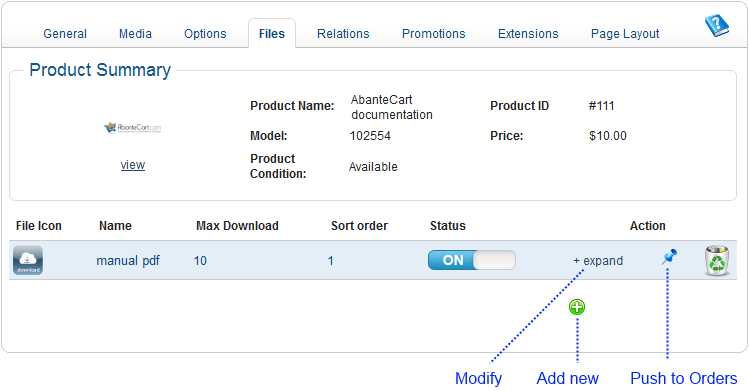 General Media Options Files Relations Promotions Extensions Page Layout
Product Summary
AbanteCart.com
view
Product Name: AbanteCart documentation Product ID #111
Model: 102554 Price: $10.00
Product Condition: Available
File Icon Name Max Download Sort order Status Action
download manual pdf 10 1 ON + expand
Modify Add new Push to Orders